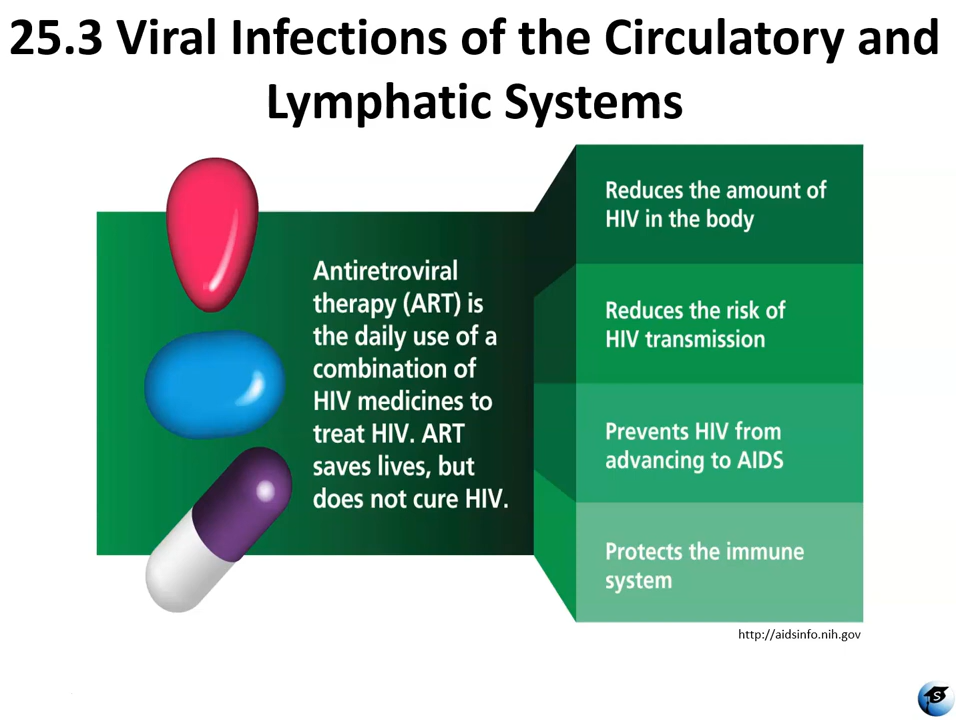 25.3 Viral Infections of the Circulatory and
Lymphatic Systems
Antiretroviral
therapy (ART) is
the daily use of a
combination of
HIV medicines to
treat HIV. ART
saves lives, but
does not cure HIV.
Reduces the amount of
HIV in the body
Reduces the risk of
HIV transmission
Prevents HIV from
advancing to AIDS
Protects the immune
system
http://aidsinfo.nih.gov
S